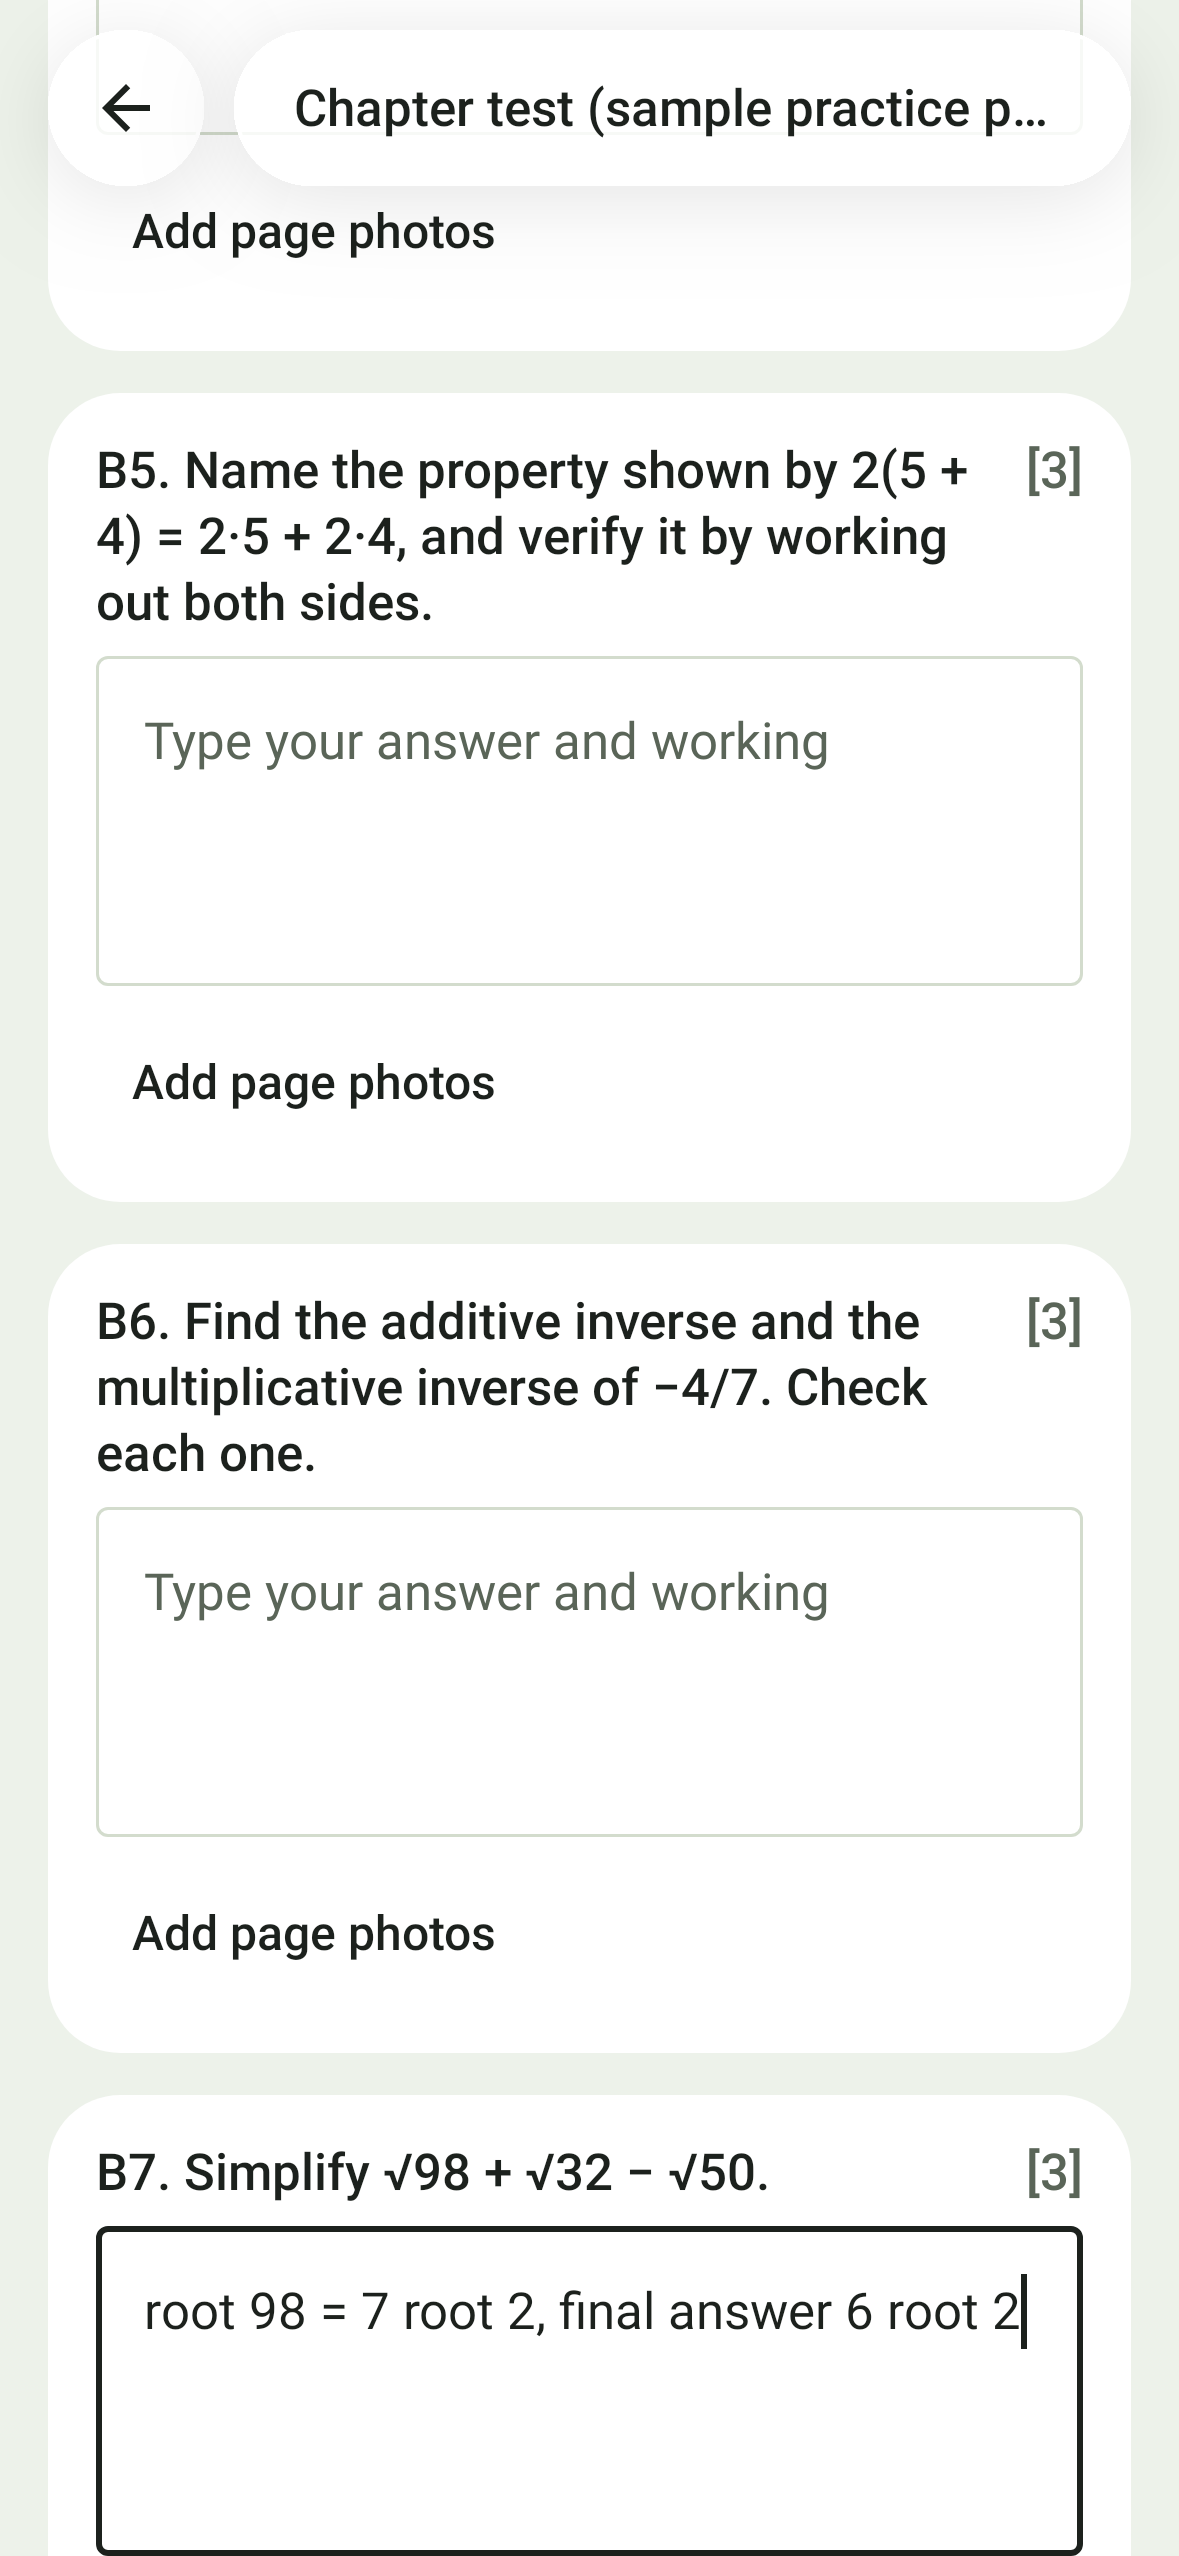 Chapter test (sample practice p...
Add page photos
B5. Name the property shown by 2(5 +
[3]
4) = 2·5 + 2·4, and verify it by working
out both sides.
Type your answer and working
Add page photos
B6. Find the additive inverse and the
[3]
multiplicative inverse of −4/7. Check
each one.
Type your answer and working
Add page photos
B7. Simplify √98 + √32 − √50.
[3]
root 98 = 7 root 2, final answer 6 root 2